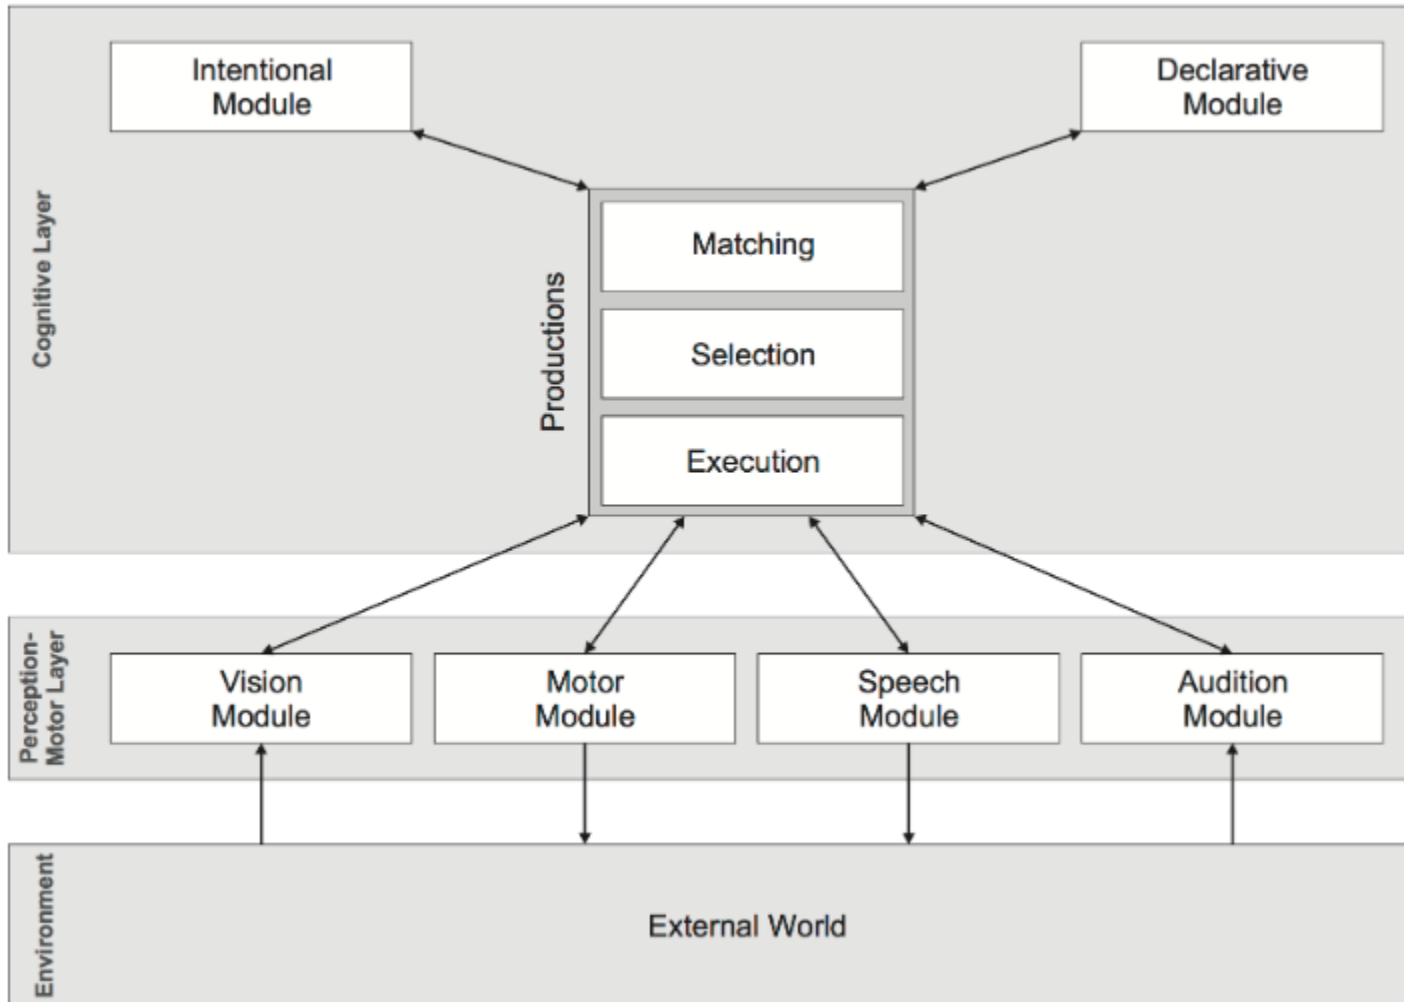 Intentional
Module
Declarative
Module
Cognitive Layer
Productions
Matching
Selection
Execution
Perception-
Motor Layer
Vision
Module
Motor
Module
Speech
Module
Audition
Module
Environment
External World